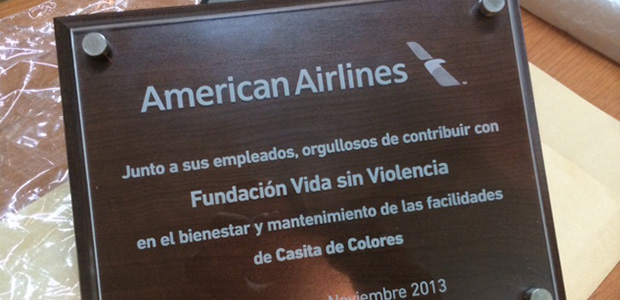 American Airlines
Junto a sus empleados, orgullosos de contribuir con
Fundación Vida sin Violencia
en el bienestar y mantenimiento de las facilidades
de Casita de Colores
Noviembre 2013